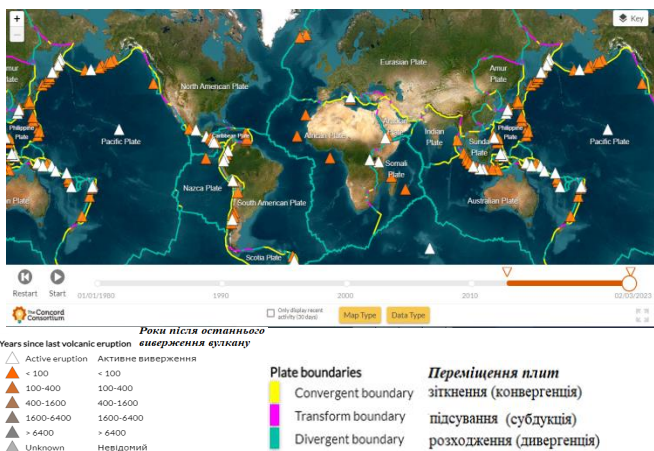 +
−
Key
Eurasian Plate
Amur
North American Plate
Amur
Plate
Philippine
Plate
Pacific Plate
Caribbean Plate
African Plate
Indian
Plate
Sunda
Plate
Philippine
Plate
Pacific Plate
Somali
Plate
Nazca Plate
South American Plate
Australian Plate
Scotia Plate
Restart
Start
01/01/1980
1990
2000
2010
02/03/2023
The Concord
Consortium
Only display recent
activity (30 days)
Map Type
Data Type
Роки після останнього
Years since last volcanic eruption виверження вулкану
Active eruption Активне виверження
< 100 < 100
100-400 100-400
400-1600 400-1600
1600-6400 1600-6400
> 6400 > 6400
Unknown Невідомий
Plate boundaries Переміщення плит
Convergent boundary зіткнення (конвергенція)
Transform boundary підсування (субдукція)
Divergent boundary розходження (дивергенція)